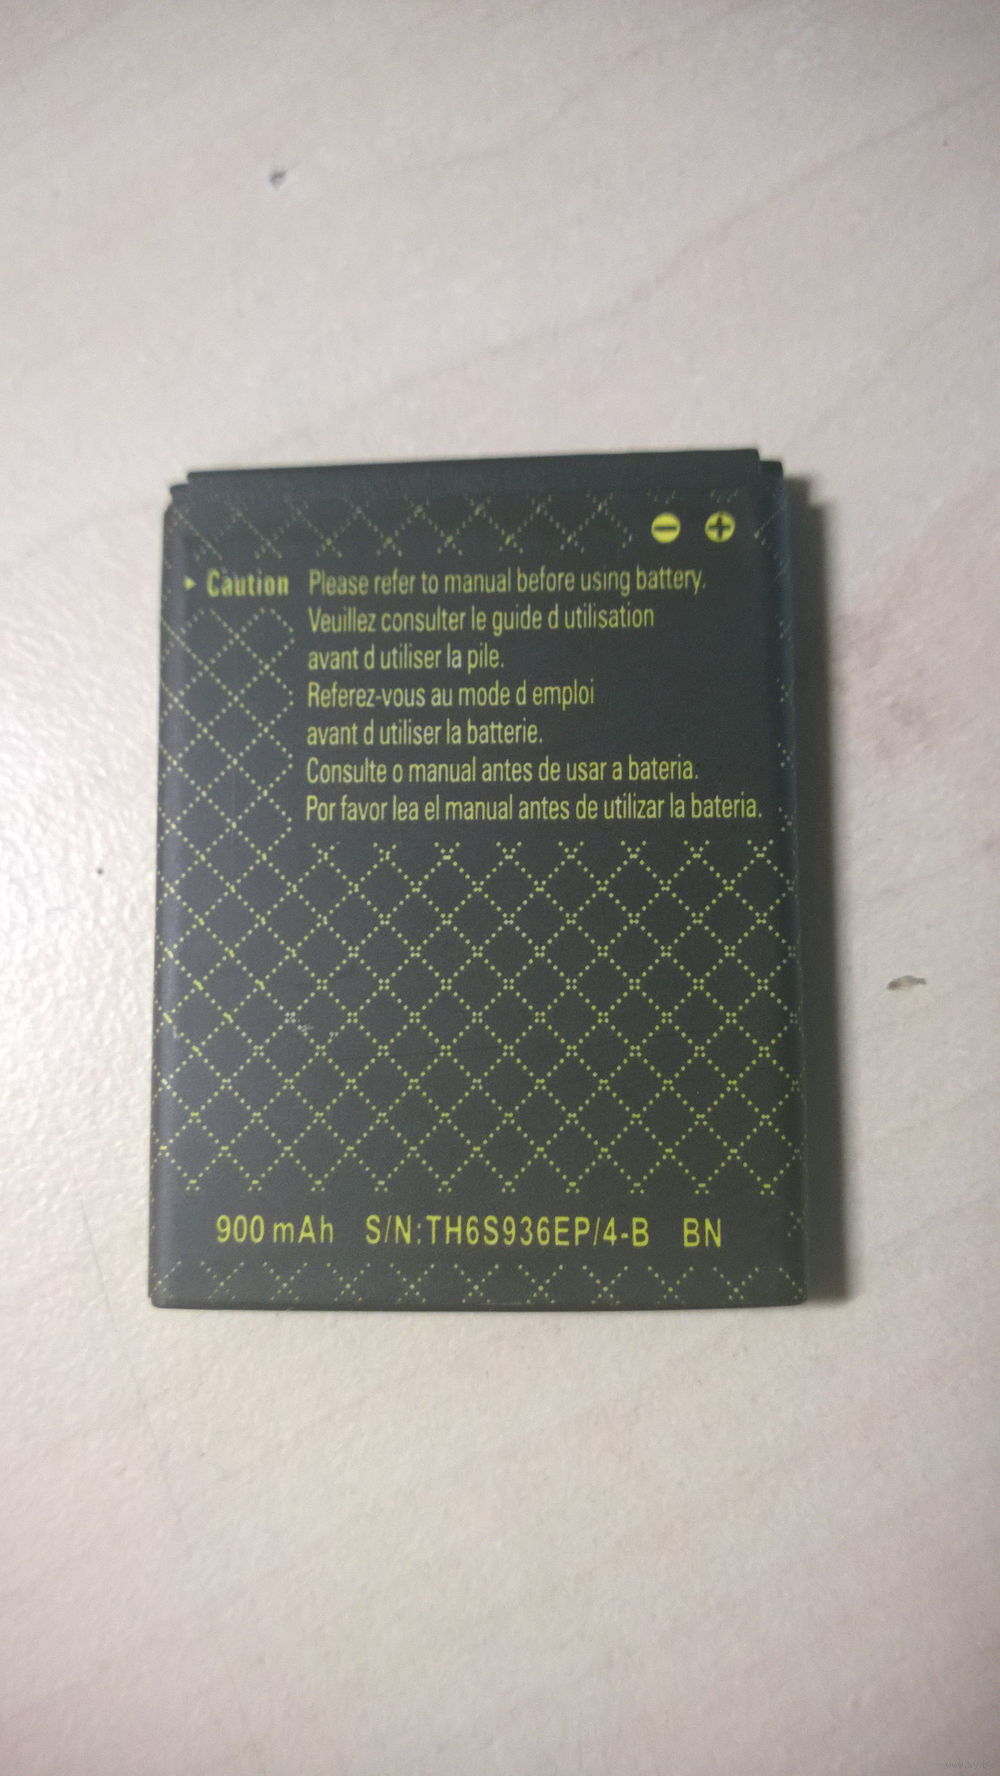 Caution Please refer to manual before using battery.
Veuillez consulter le guide d utilisation
avant d utiliser la pile.
Referez-vous au mode d emploi
avant d utiliser la batterie.
Consulte o manual antes de usar a bateria.
Por favor lea el manual antes de utilizar la bateria.
900 mAh S/N:TH6S936EP/4-B BN